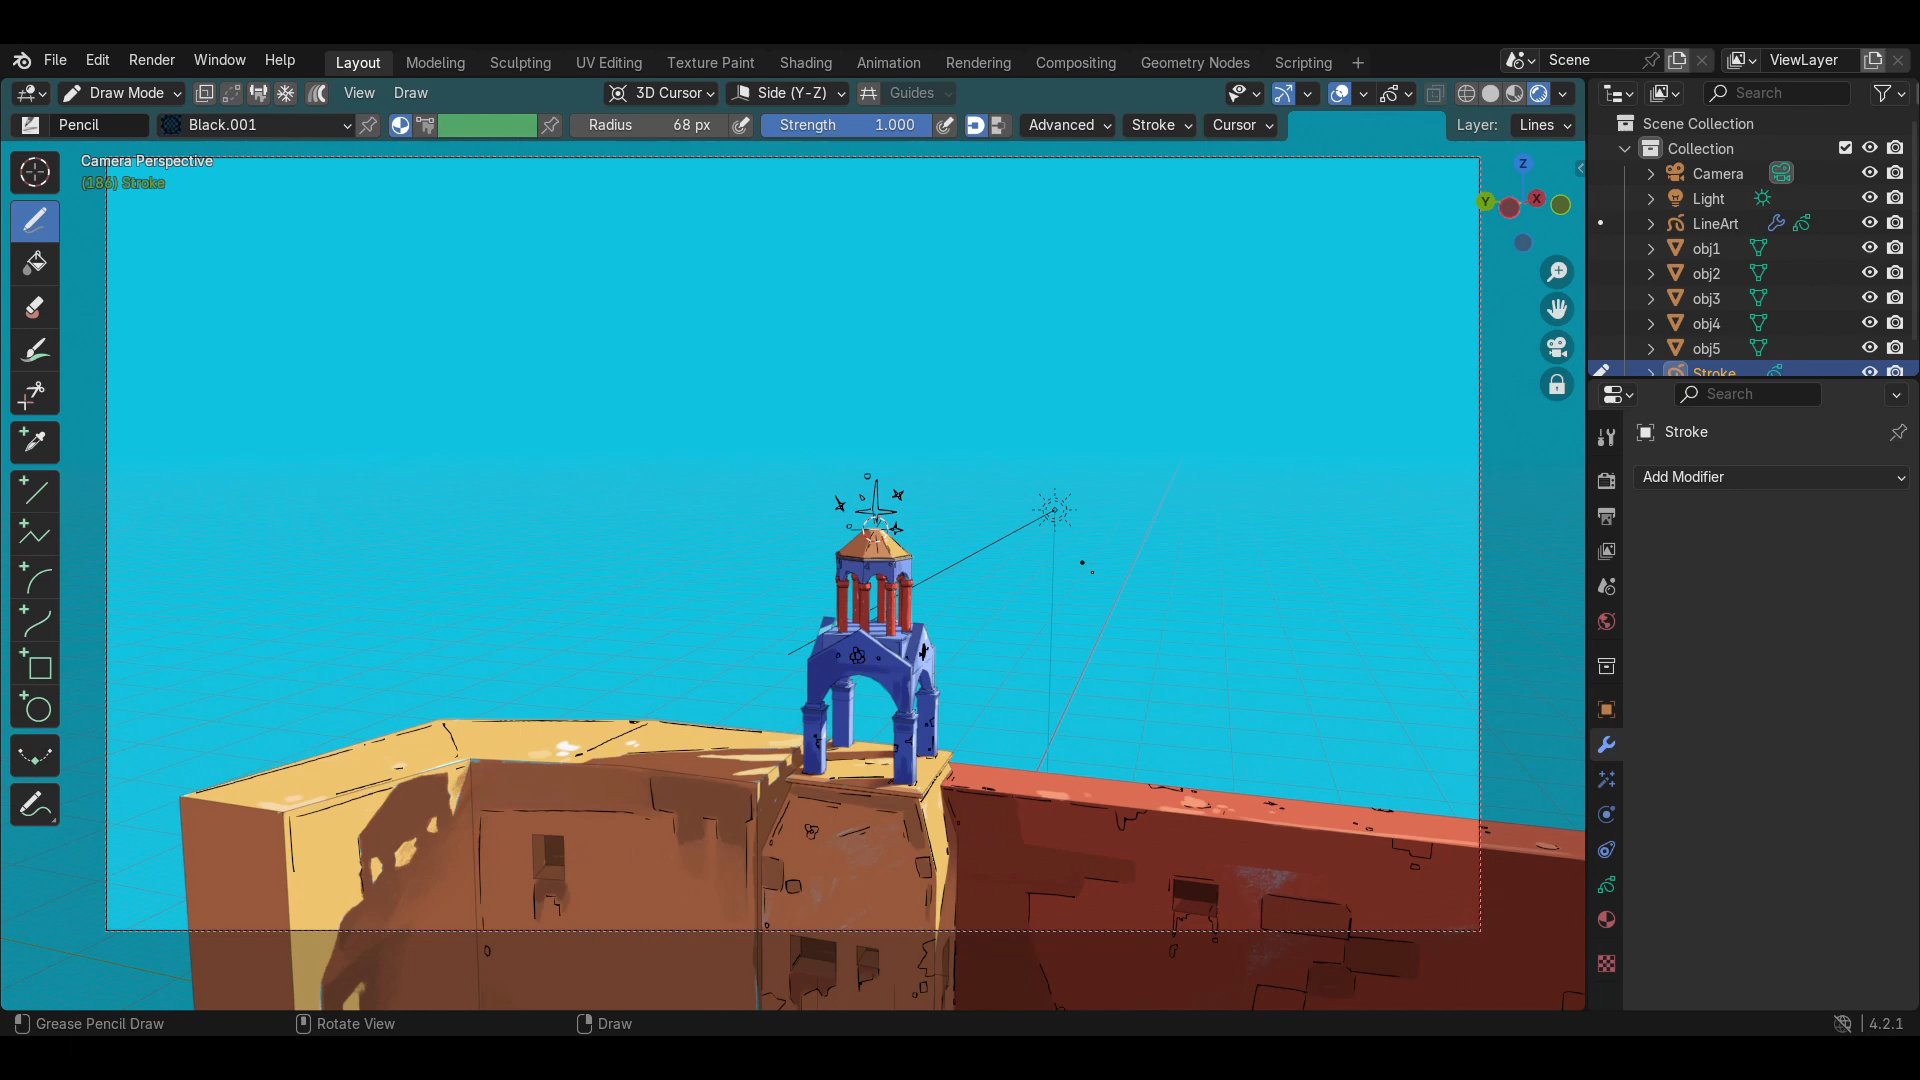 File Edit Render Window Help
Layout Modeling Sculpting UV Editing Texture Paint Shading Animation Rendering Compositing Geometry Nodes Scripting +
Scene
ViewLayer
Draw Mode
View Draw
3D Cursor
Side (Y-Z)
Guides
Search
Pencil
Black.001
Radius 68 px
Strength 1.000
Advanced
Stroke
Cursor
Layer: Lines
Camera Perspective
(186) Stroke
Z
Y
X
Scene Collection
Collection
Camera
Light
LineArt
obj1
obj2
obj3
obj4
obj5
Stroke
Search
Stroke
Add Modifier
Grease Pencil Draw
Rotate View
Draw
4.2.1